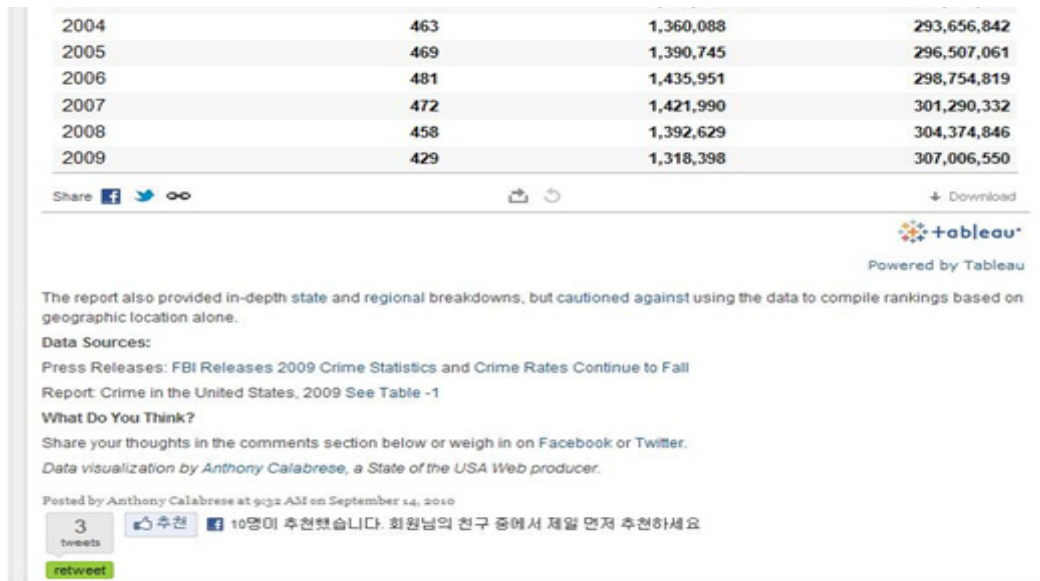 2004 463 1,360,088 293,656,842
2005 469 1,390,745 296,507,061
2006 481 1,435,951 298,754,819
2007 472 1,421,990 301,290,332
2008 458 1,392,629 304,374,846
2009 429 1,318,398 307,006,550
Share Download
+ableau
Powered by Tableau
The report also provided in-depth state and regional breakdowns, but cautioned against using the data to compile rankings based on
geographic location alone.
Data Sources:
Press Releases: FBI Releases 2009 Crime Statistics and Crime Rates Continue to Fall
Report: Crime in the United States, 2009 See Table -1
What Do You Think?
Share your thoughts in the comments section below or weigh in on Facebook or Twitter.
Data visualization by Anthony Calabrese, a State of the USA Web producer.
Posted by Anthony Calabrese at 9:32 AM on September 14, 2010
3 추천 10명이 추천했습니다. 회원님의 친구 중에서 제일 먼저 추천하세요
tweets
retweet